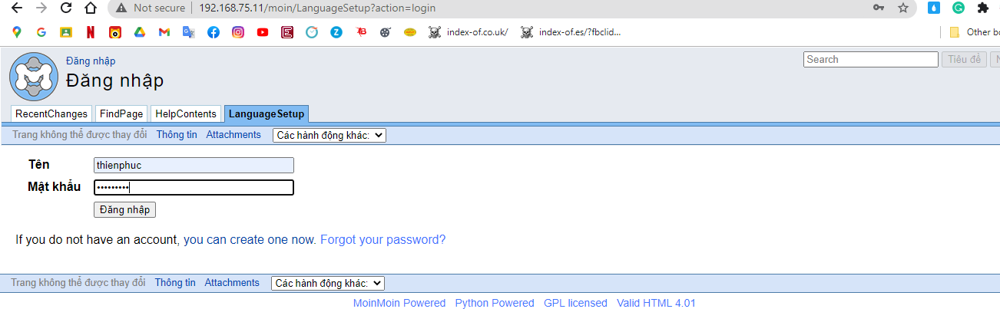 Not secure 192.168.75.11/moin/LanguageSetup?action=login
index-of.co.uk/ index-of.es/?fbclid... Other bo
Đăng nhập
Đăng nhập
Search Tiêu đề N
RecentChanges FindPage HelpContents LanguageSetup
Trang không thể được thay đổi Thông tin Attachments Các hành động khác:
Tên thienphuc
Mật khẩu •••••••••
Đăng nhập
If you do not have an account, you can create one now. Forgot your password?
Trang không thể được thay đổi Thông tin Attachments Các hành động khác:
MoinMoin Powered Python Powered GPL licensed Valid HTML 4.01